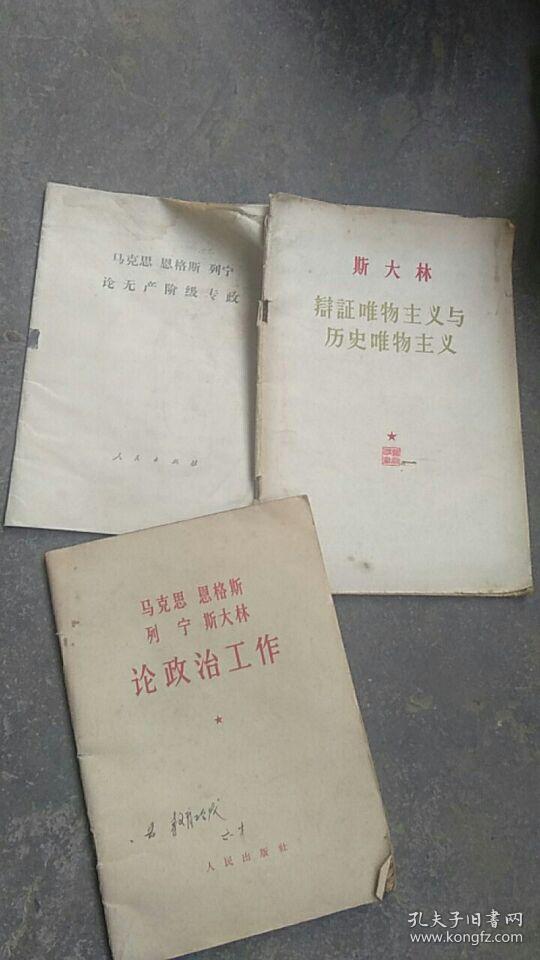 马克思 恩格斯 列宁
论无产阶级专政
人民出版社
斯大林
辩証唯物主义与
历史唯物主义
马克思 恩格斯
列宁 斯大林
论政治工作
人民出版社
孔夫子旧书网
www.kongfz.com